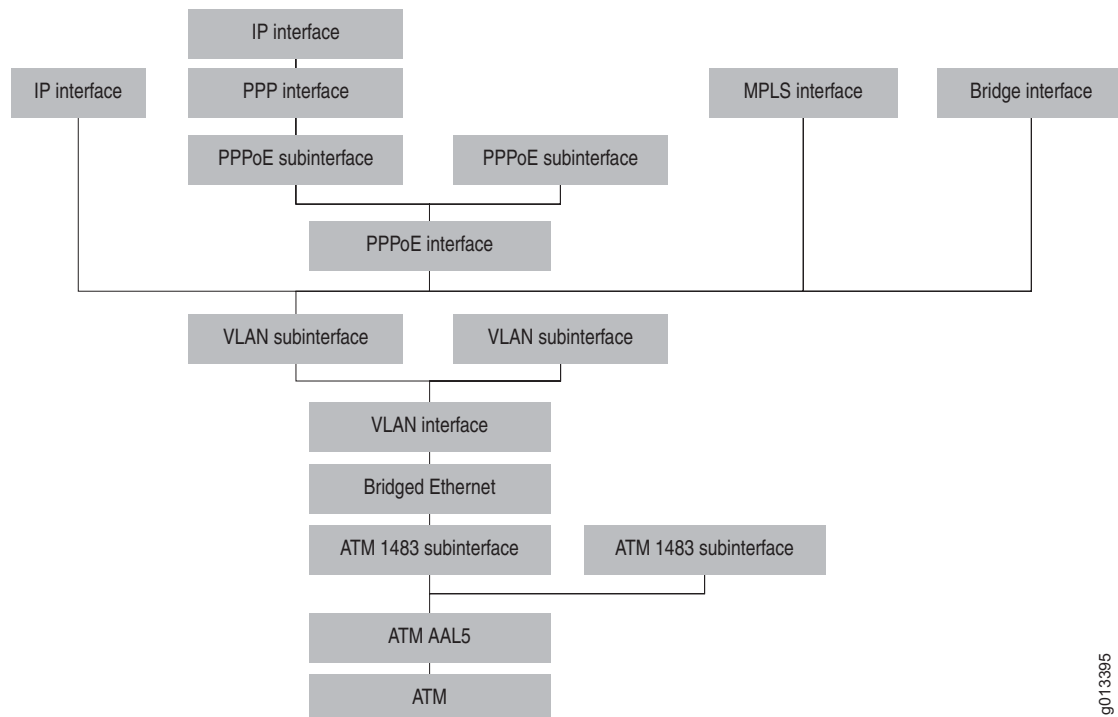 IP interface
IP interface
PPP interface
MPLS interface
Bridge interface
PPPoE subinterface
PPPoE subinterface
PPPoE interface
VLAN subinterface
VLAN subinterface
VLAN interface
Bridged Ethernet
ATM 1483 subinterface
ATM 1483 subinterface
ATM AAL5
ATM
g013395